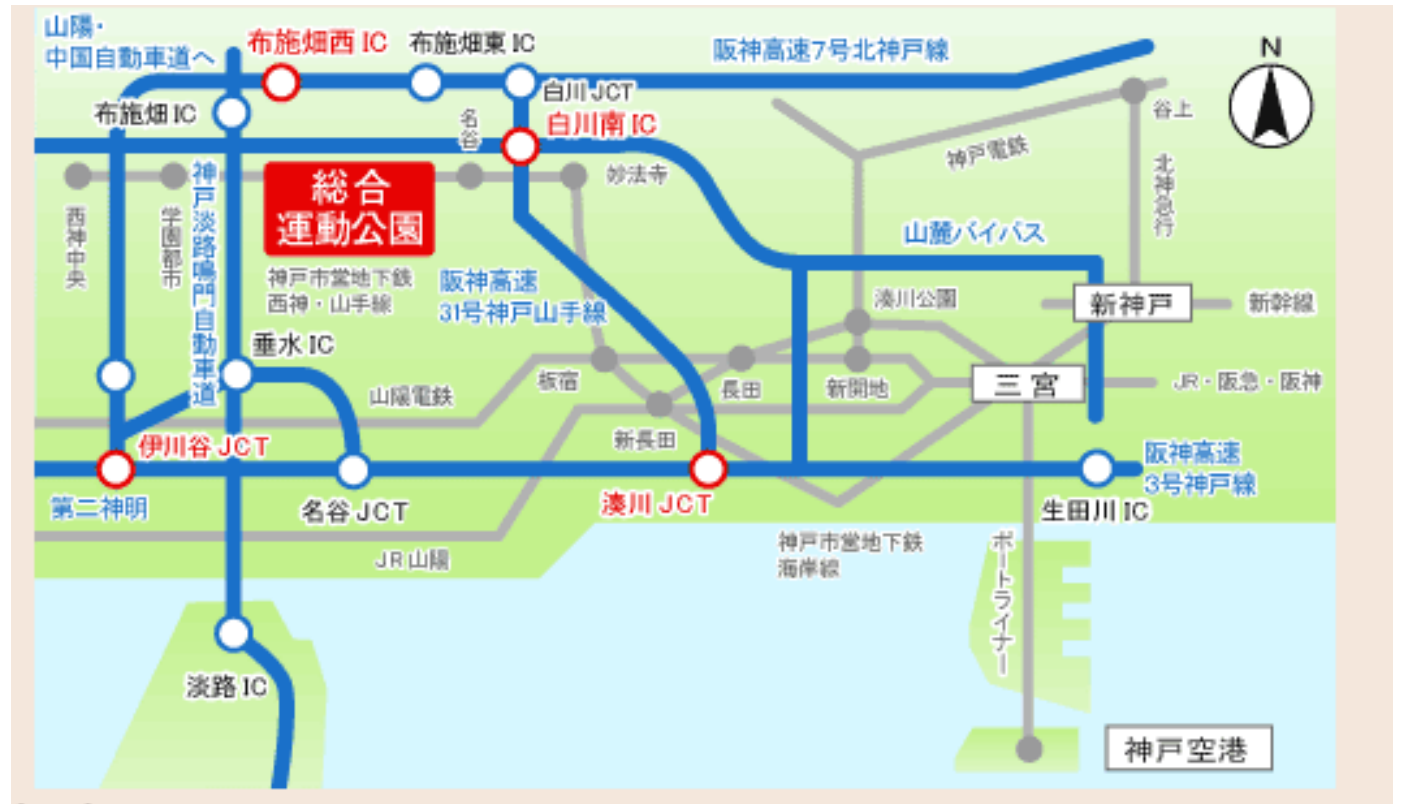 山陽・
中国自動車道へ
布施畑西 IC
布施畑東 IC
阪神高速7号北神戸線
N
布施畑 IC
白川 JCT
名谷
白川南 IC
谷上
神戸電鉄
妙法寺
北神急行
総合
運動公園
西神中央
学園都市
神戸淡路鳴門自動車道
神戸市営地下鉄
西神・山手線
阪神高速
31号神戸山手線
山麓バイパス
湊川公園
新神戸
新幹線
垂水 IC
板宿
長田
新開地
三宮
JR・阪急・阪神
山陽電鉄
新長田
伊川谷 JCT
阪神高速
3号神戸線
第二神明
名谷 JCT
湊川 JCT
生田川 IC
JR 山陽
神戸市営地下鉄
海岸線
ポートライナー
淡路 IC
神戸空港